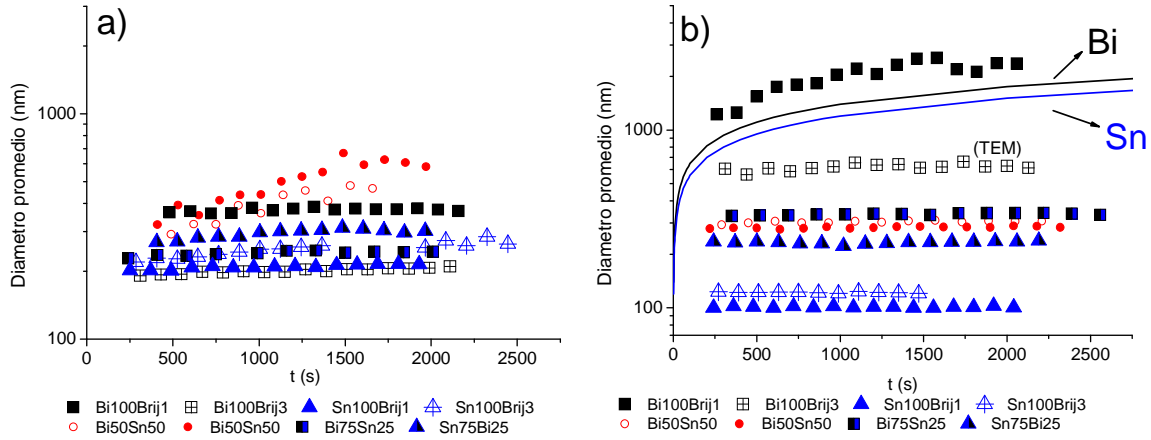 a)
Diametro promedio (nm)
1000
100
0
500
1000
1500
2000
2500
t (s)
Bi100Brij1
Bi100Brij3
Sn100Brij1
Sn100Brij3
Bi50Sn50
Bi50Sn50
Bi75Sn25
Sn75Bi25
b)
Bi
Sn
(TEM)
Diametro promedio (nm)
1000
100
0
500
1000
1500
2000
2500
t (s)
Bi100Brij1
Bi100Brij3
Sn100Brij1
Sn100Brij3
Bi50Sn50
Bi50Sn50
Bi75Sn25
Sn75Bi25